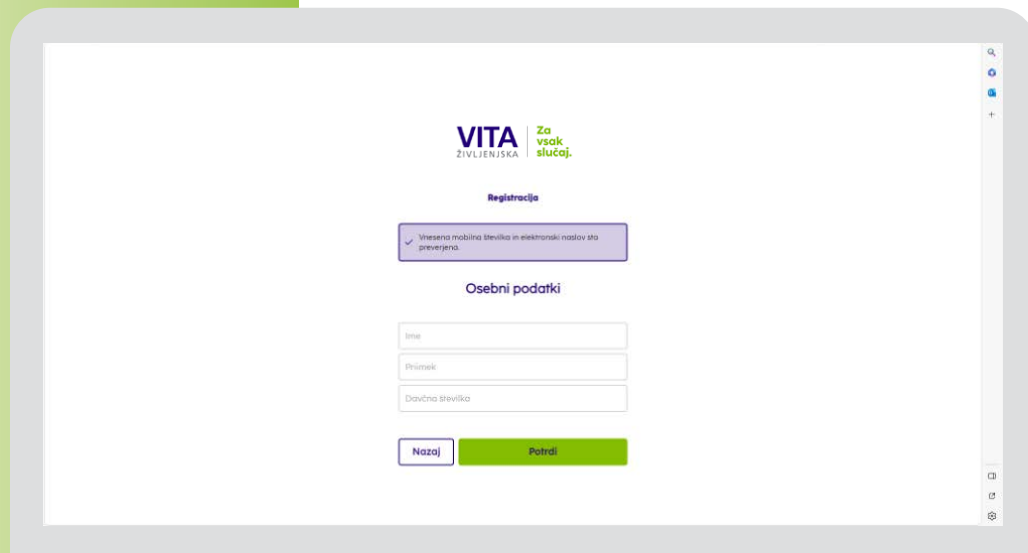 VITA
ŽIVLJENJSKA
Za
vsak
slučaj.
Registracija
Vnesena mobilna številka in elektronski naslov sta
preverjena.
Osebni podatki
Ime
Priimek
Davčna številka
Nazaj
Potrdi